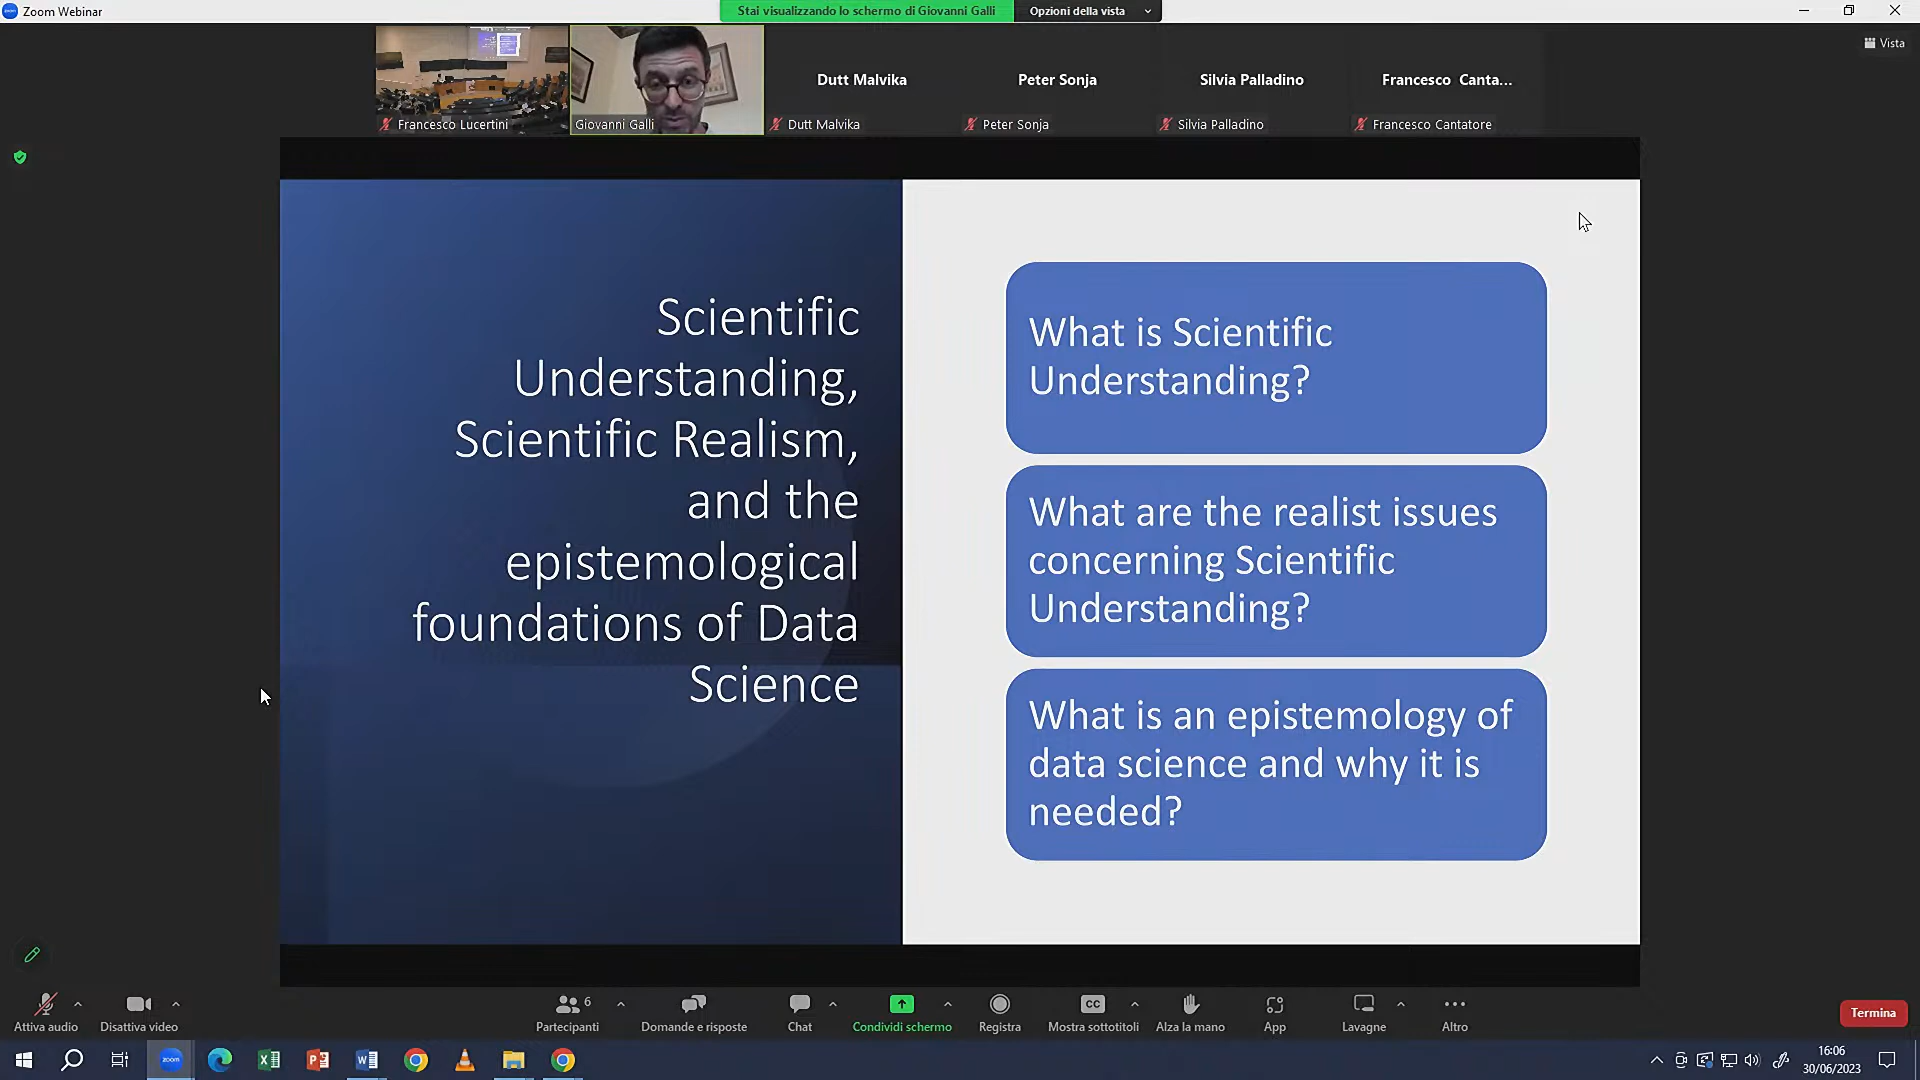 Zoom Webinar
Stai visualizzando lo schermo di Giovanni Galli
Opzioni della vista
Vista
Dutt Malvika
Peter Sonja
Silvia Palladino
Francesco Canta...
Francesco Lucertini
Giovanni Galli
Dutt Malvika
Peter Sonja
Silvia Palladino
Francesco Cantatore
Scientific
Understanding,
Scientific Realism,
and the
epistemological
foundations of Data
Science
What is Scientific
Understanding?
What are the realist issues
concerning Scientific
Understanding?
What is an epistemology of
data science and why it is
needed?
Attiva audio
Disattiva video
6
Partecipanti
Domande e risposte
Chat
Condividi schermo
Registra
CC
Mostra sottotitoli
Alza la mano
App
Lavagne
Altro
Termina
zoom
16:06
30/06/2023